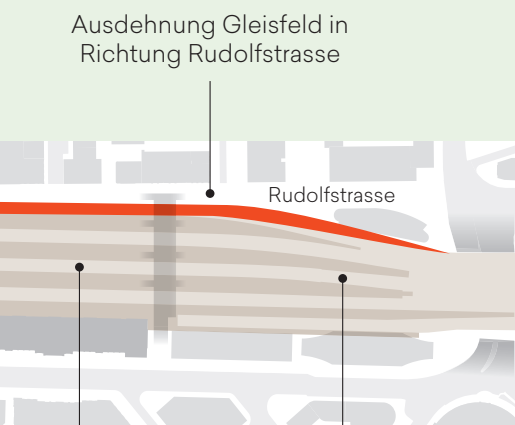 Ausdehnung Gleisfeld in
Richtung Rudolfstrasse
Rudolfstrasse